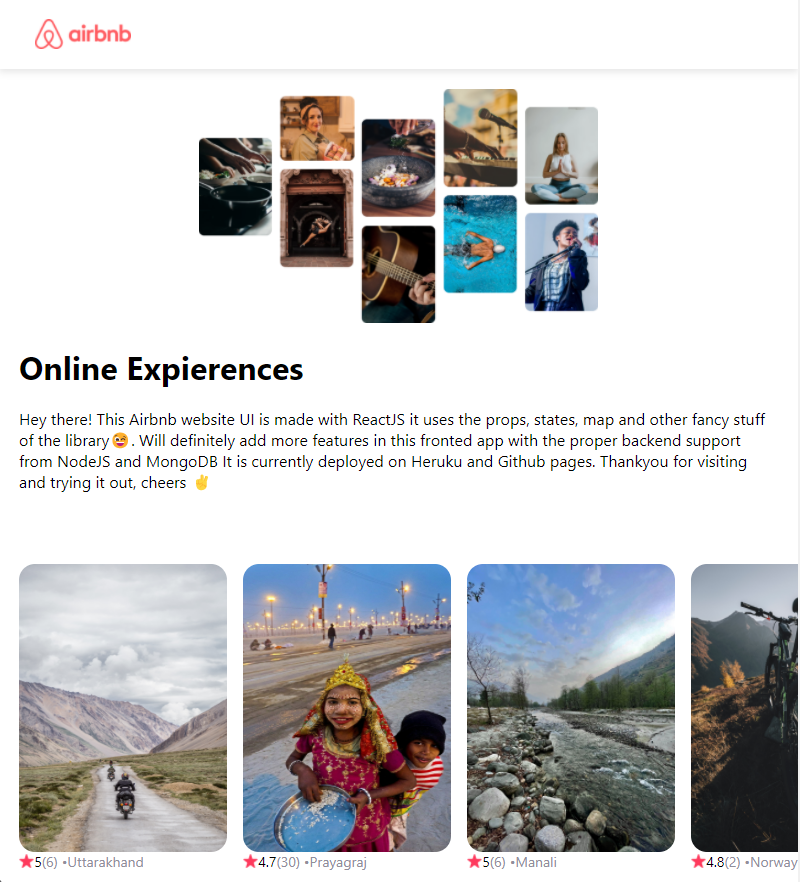 airbnb
Online Expierences
Hey there! This Airbnb website UI is made with ReactJS it uses the props, states, map and other fancy stuff
of the library😆. Will definitely add more features in this fronted app with the proper backend support
from NodeJS and MongoDB It is currently deployed on Heruku and Github pages. Thankyou for visiting
and trying it out, cheers ✌
5(6) •Uttarakhand
4.7(30) •Prayagraj
5(6) •Manali
4.8(2) •Norway